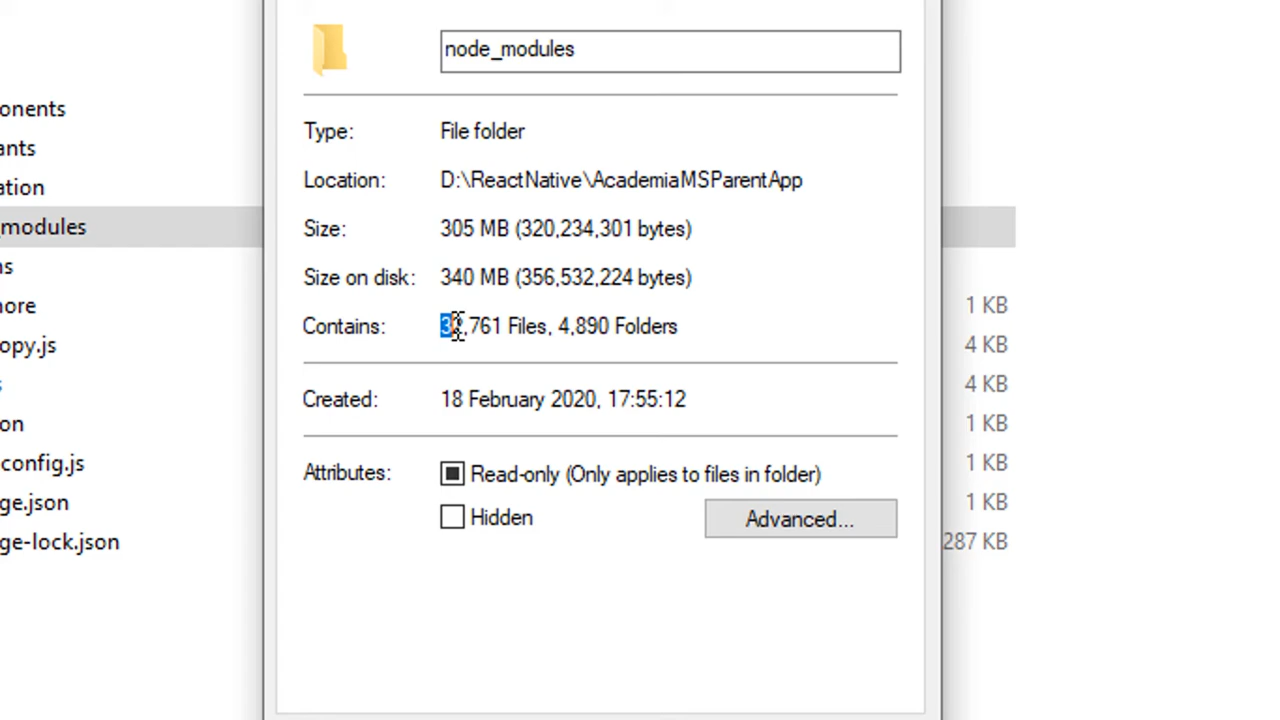 node_modules
onents
Type: File folder
ants
Location: D:\ReactNative\AcademiaMSParentApp
ation
Size: 305 MB (320,234,301 bytes)
_modules
ns
Size on disk: 340 MB (356,532,224 bytes)
ore 1 KB
Contains: 32,761 Files, 4,890 Folders
opy.js 4 KB
s 4 KB
Created: 18 February 2020, 17:55:12
on 1 KB
config.js 1 KB
Attributes: Read-only (Only applies to files in folder)
ge.json 1 KB
Hidden Advanced...
ge-lock.json 287 KB